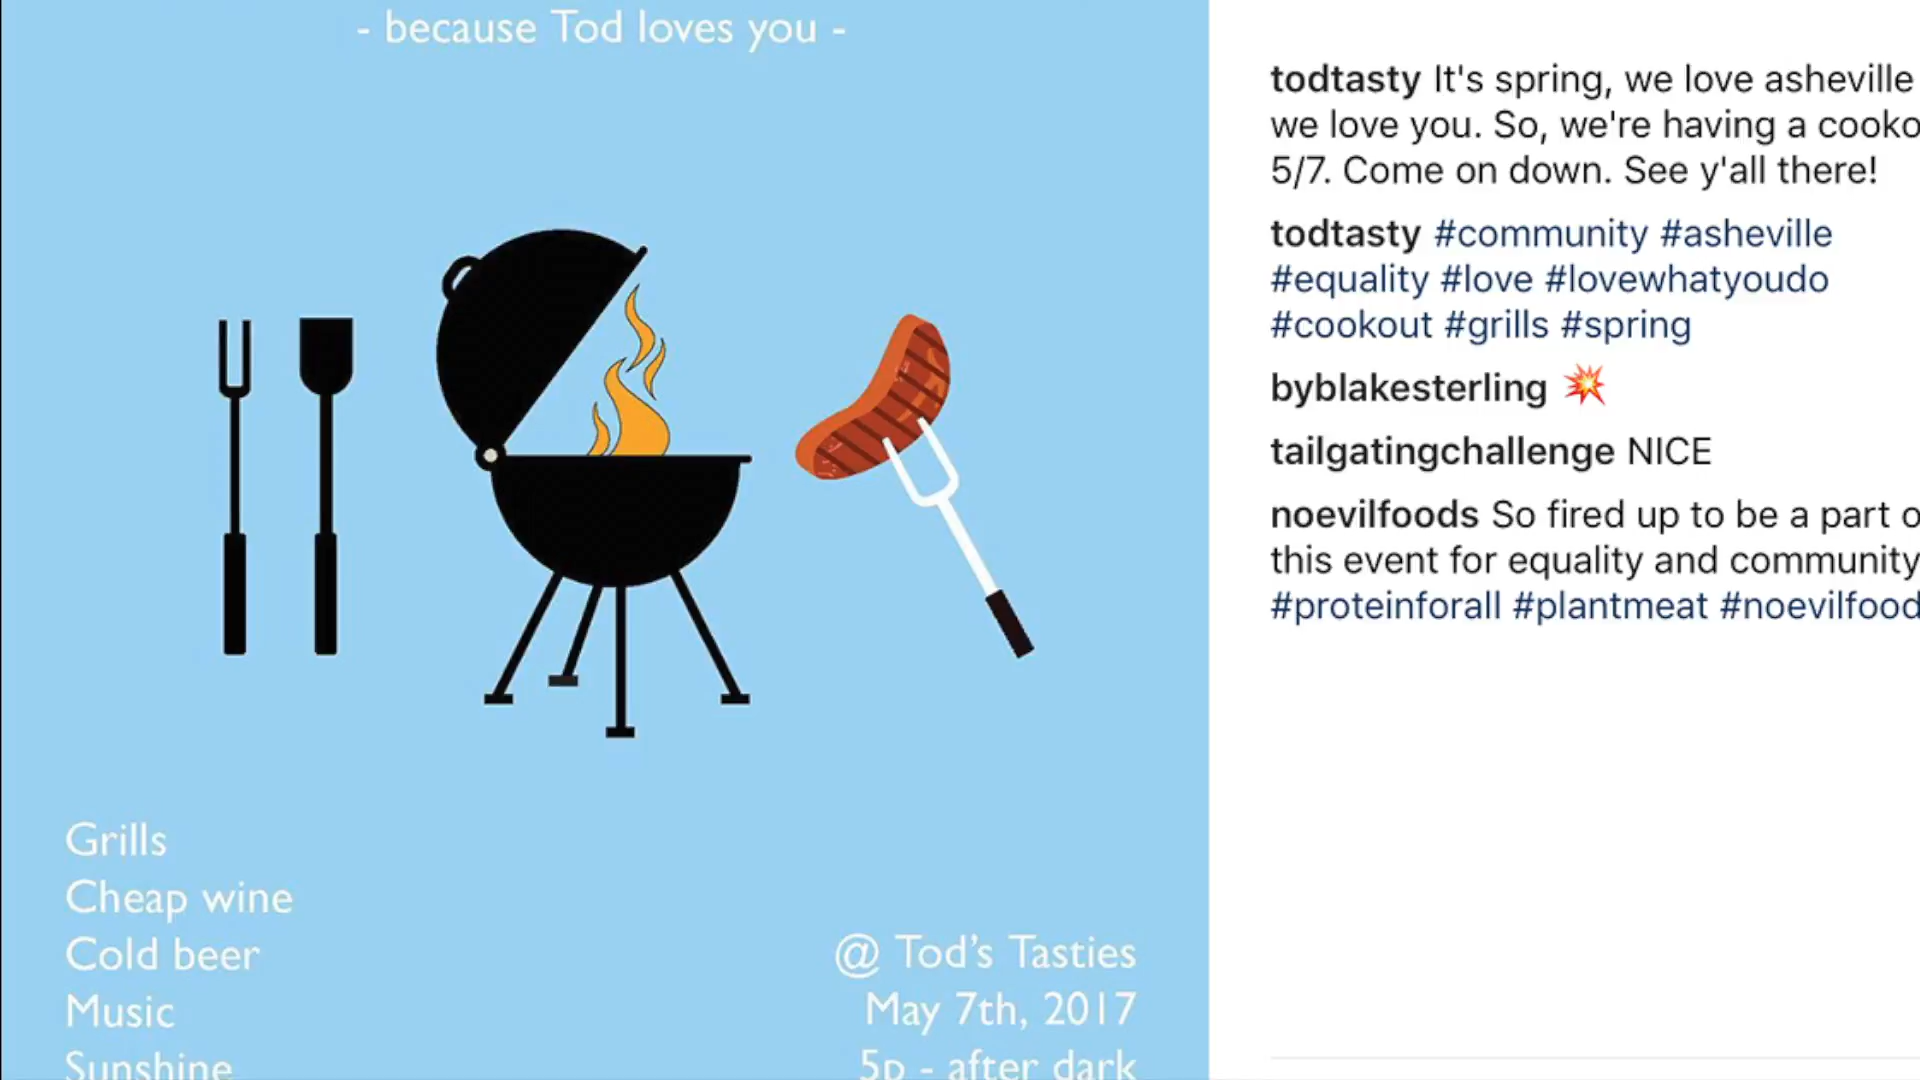 - because Tod loves you -
Grills
Cheap wine
Cold beer
Music
Sunshine
@ Tod's Tasties
May 7th, 2017
5p - after dark
todtasty It's spring, we love asheville
we love you. So, we're having a cooko
5/7. Come on down. See y'all there!
todtasty #community #asheville
#equality #love #lovewhatyoudo
#cookout #grills #spring
byblakesterling 💥
tailgatingchallenge NICE
noevilfoods So fired up to be a part o
this event for equality and community
#proteinforall #plantmeat #noevilfood